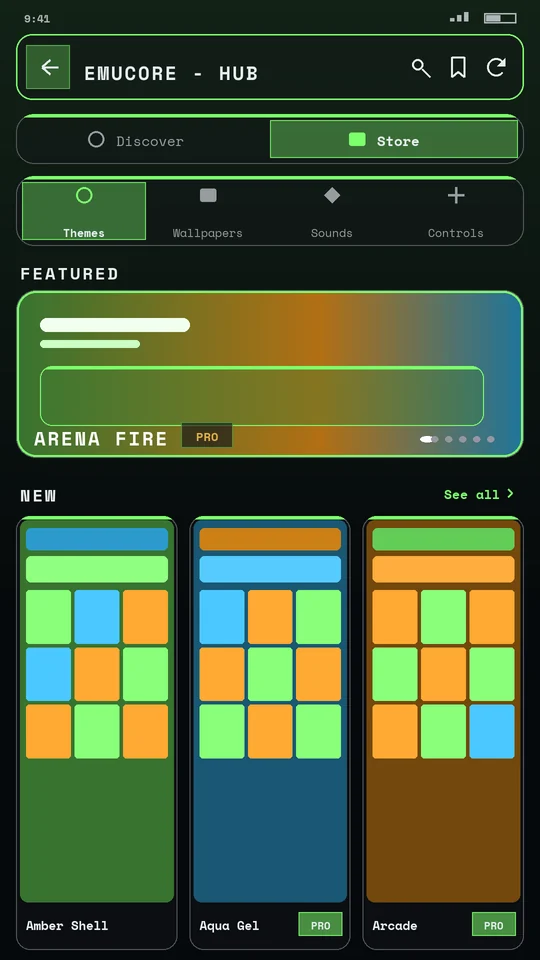 9:41
EMUCORE - HUB
Discover
Store
Themes
Wallpapers
Sounds
Controls
FEATURED
ARENA FIRE
PRO
NEW
See all
Amber Shell
Aqua Gel
PRO
Arcade
PRO